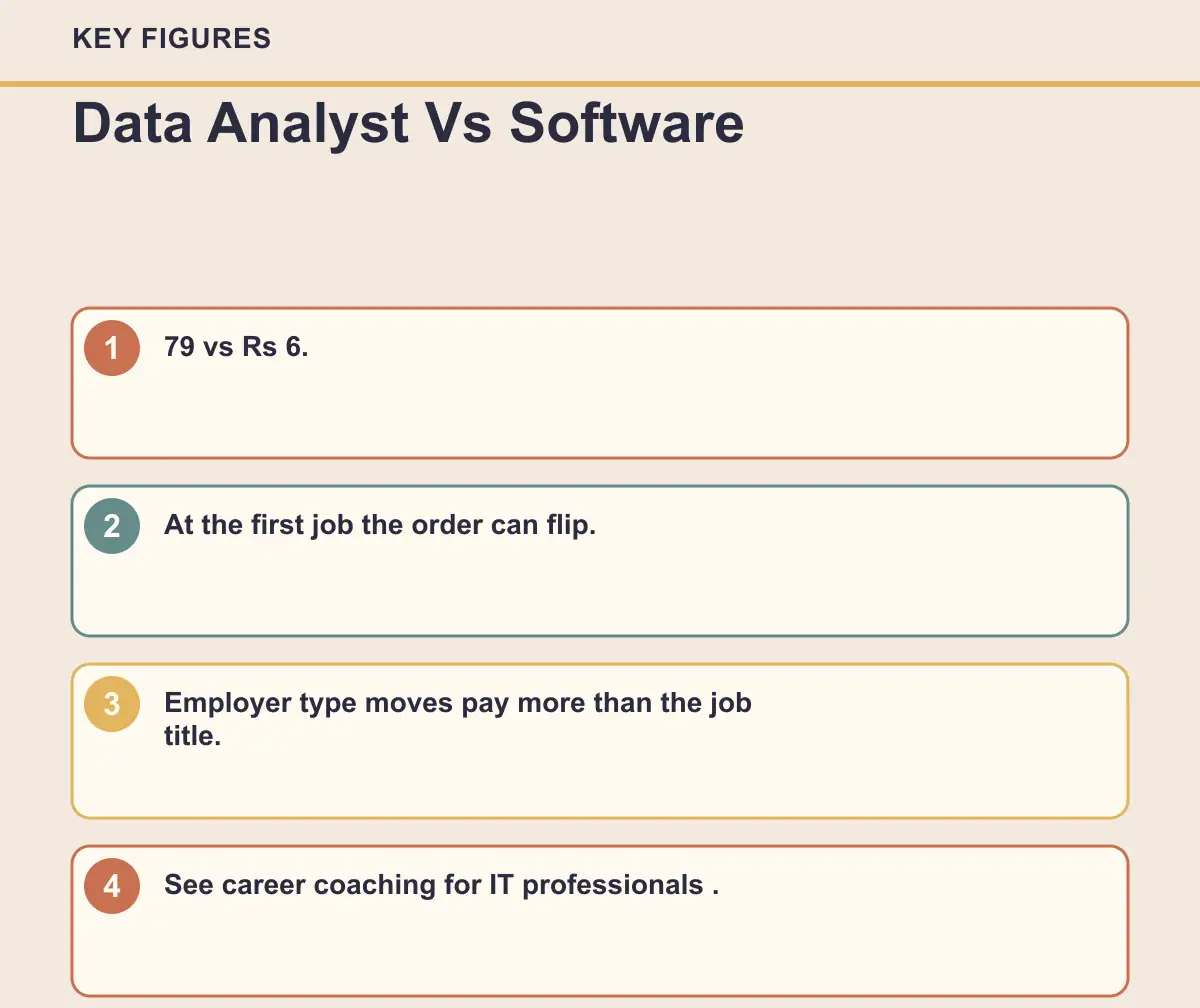 KEY FIGURES
Data Analyst Vs Software
1
79 vs Rs 6.
2
At the first job the order can flip.
3
Employer type moves pay more than the job
title.
4
See career coaching for IT professionals .